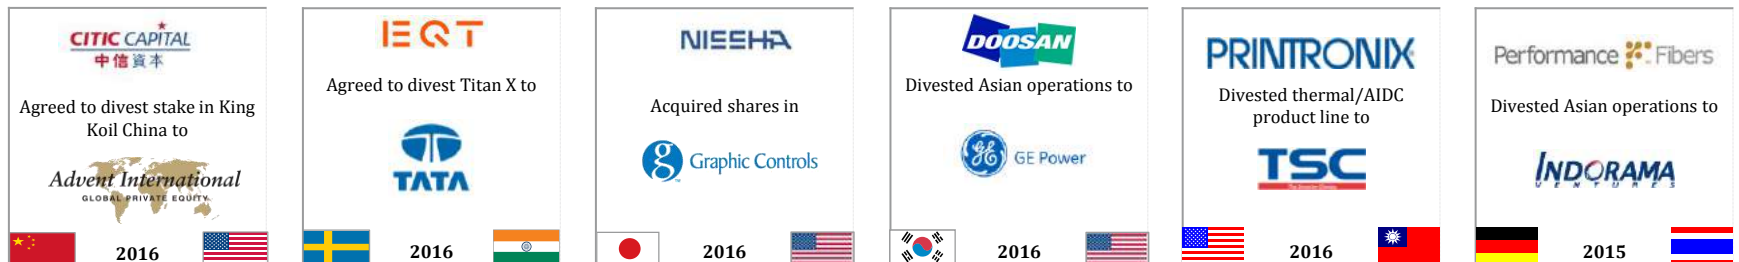 CITIC CAPITAL
中信資本
Agreed to divest stake in King
Koil China to
Advent International
GLOBAL PRIVATE EQUITY
2016
EQT
Agreed to divest Titan X to
TATA
2016
NISSHA
Acquired shares in
g Graphic Controls
2016
DOOSAN
Divested Asian operations to
GE Power
2016
PRINTRONIX
Divested thermal/AIDC
product line to
TSC
2016
Performance Fibers
Divested Asian operations to
INDORAMA
VENTURES
2015